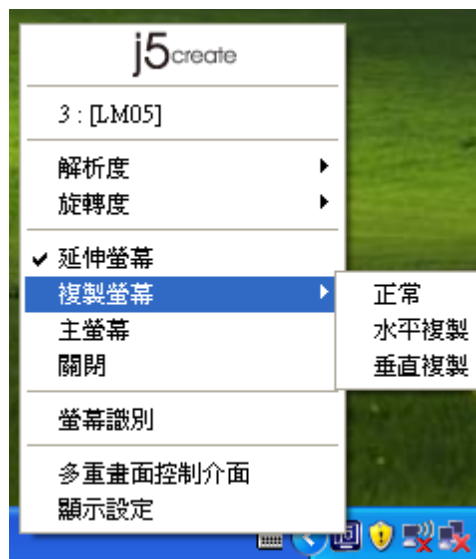 j5create
3 : [LM05]
解析度
旋轉度
延伸螢幕
複製螢幕
主螢幕
關閉
螢幕識別
多重畫面控制介面
顯示設定
正常
水平複製
垂直複製